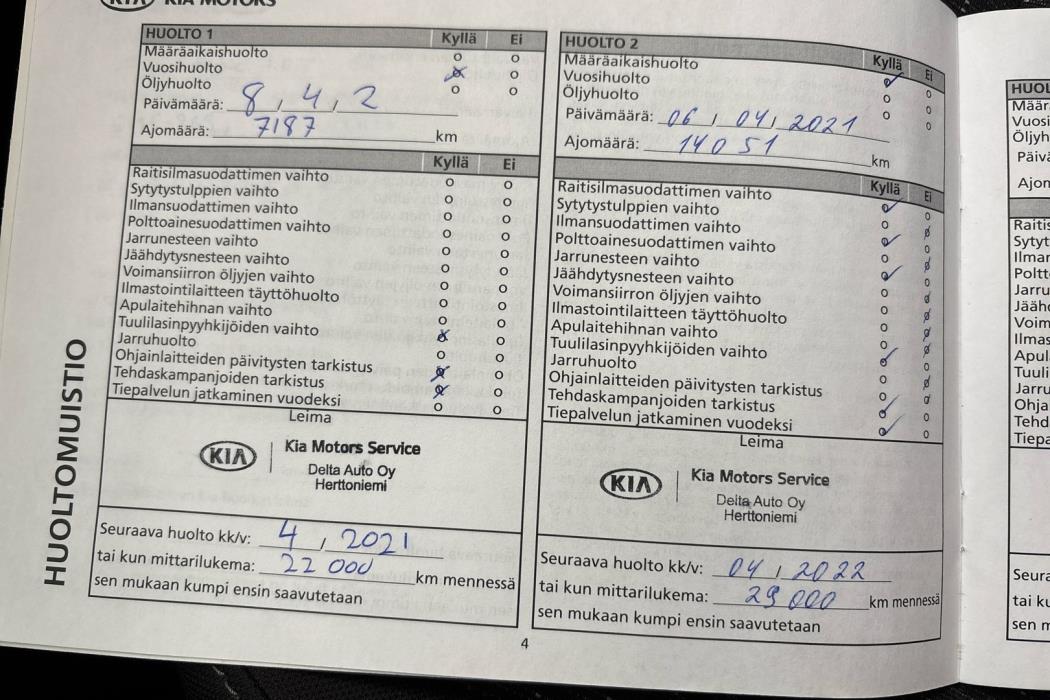 KIA KIA MOTORS
HUOLTO 1 Kyllä Ei
Määräaikaishuolto
Vuosihuolto
Öljyhuolto
Päivämäärä: 8, 4, 2
Ajomäärä: 7187 km
Kyllä Ei
Raitisilmasuodattimen vaihto
Sytytystulppien vaihto
Ilmansuodattimen vaihto
Polttoainesuodattimen vaihto
Jarrunesteen vaihto
Jäähdytysnesteen vaihto
Voimansiirron öljyjen vaihto
Ilmastointilaitteen täyttöhuolto
Apulaitehihnan vaihto
Tuulilasinpyyhkijöiden vaihto
Jarruhuolto
Ohjainlaitteiden päivitysten tarkistus
Tehdaskampanjoiden tarkistus
Tiepalvelun jatkaminen vuodeksi
Leima
KIA
Kia Motors Service
Delta Auto Oy
Herttoniemi
Seuraava huolto kk/v: 4, 2021
tai kun mittarilukema: 22 000 km mennessä
sen mukaan kumpi ensin saavutetaan
HUOLTO 2 Kyllä Ei
Määräaikaishuolto
Vuosihuolto
Öljyhuolto
Päivämäärä: 06, 04, 2021
Ajomäärä: 14051 km
Kyllä Ei
Raitisilmasuodattimen vaihto
Sytytystulppien vaihto
Ilmansuodattimen vaihto
Polttoainesuodattimen vaihto
Jarrunesteen vaihto
Jäähdytysnesteen vaihto
Voimansiirron öljyjen vaihto
Ilmastointilaitteen täyttöhuolto
Apulaitehihnan vaihto
Tuulilasinpyyhkijöiden vaihto
Jarruhuolto
Ohjainlaitteiden päivitysten tarkistus
Tehdaskampanjoiden tarkistus
Tiepalvelun jatkaminen vuodeksi
Leima
KIA
Kia Motors Service
Delta Auto Oy
Herttoniemi
Seuraava huolto kk/v: 04, 2022
tai kun mittarilukema: 29 000 km mennessä
sen mukaan kumpi ensin saavutetaan
HUOLTOMUISTIO
4